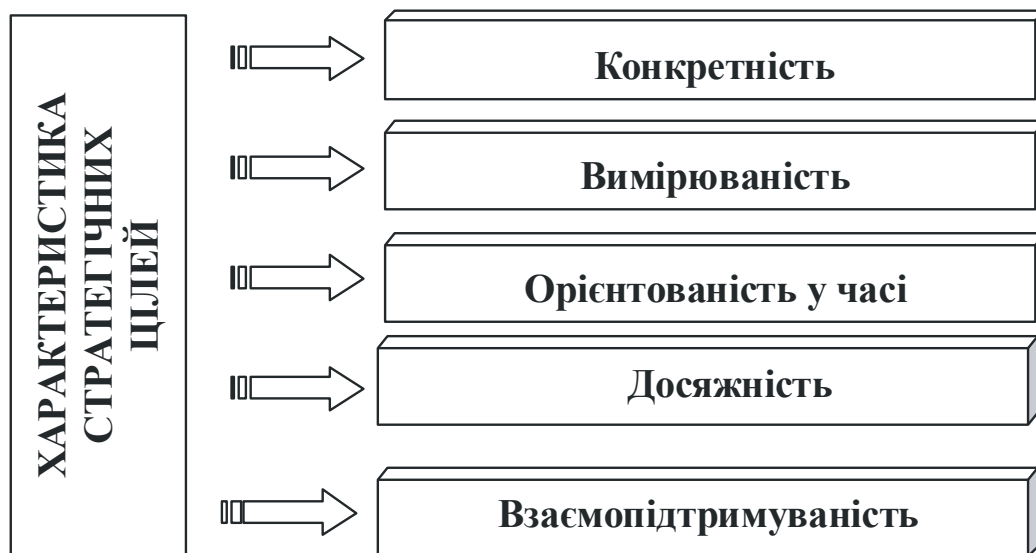 ХАРАКТЕРИСТИКА
СТРАТЕГІЧНИХ
ЦІЛЕЙ
Конкретність
Вимірюваність
Орієнтованість у часі
Досяжність
Взаємопідтримуваність